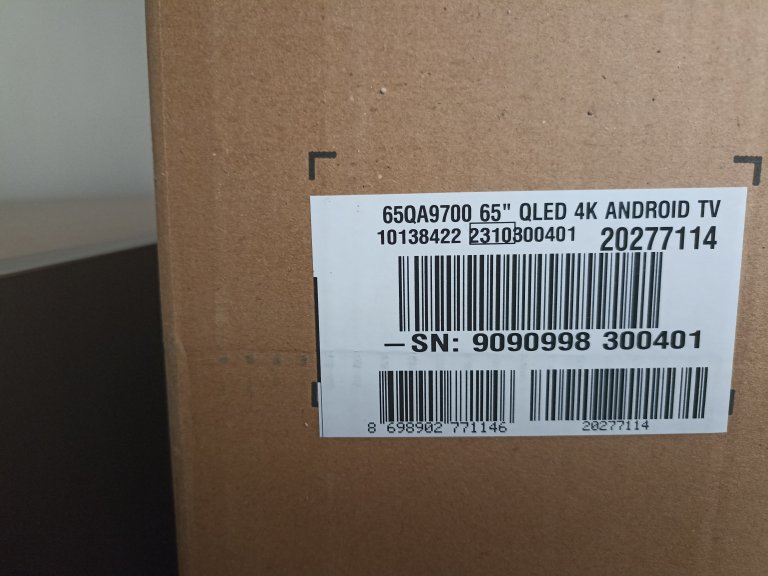 65QA9700 65" QLED 4K ANDROID TV
10138422 2310300401 20277114
–SN: 9090998 300401
8 698902 771146 20277114